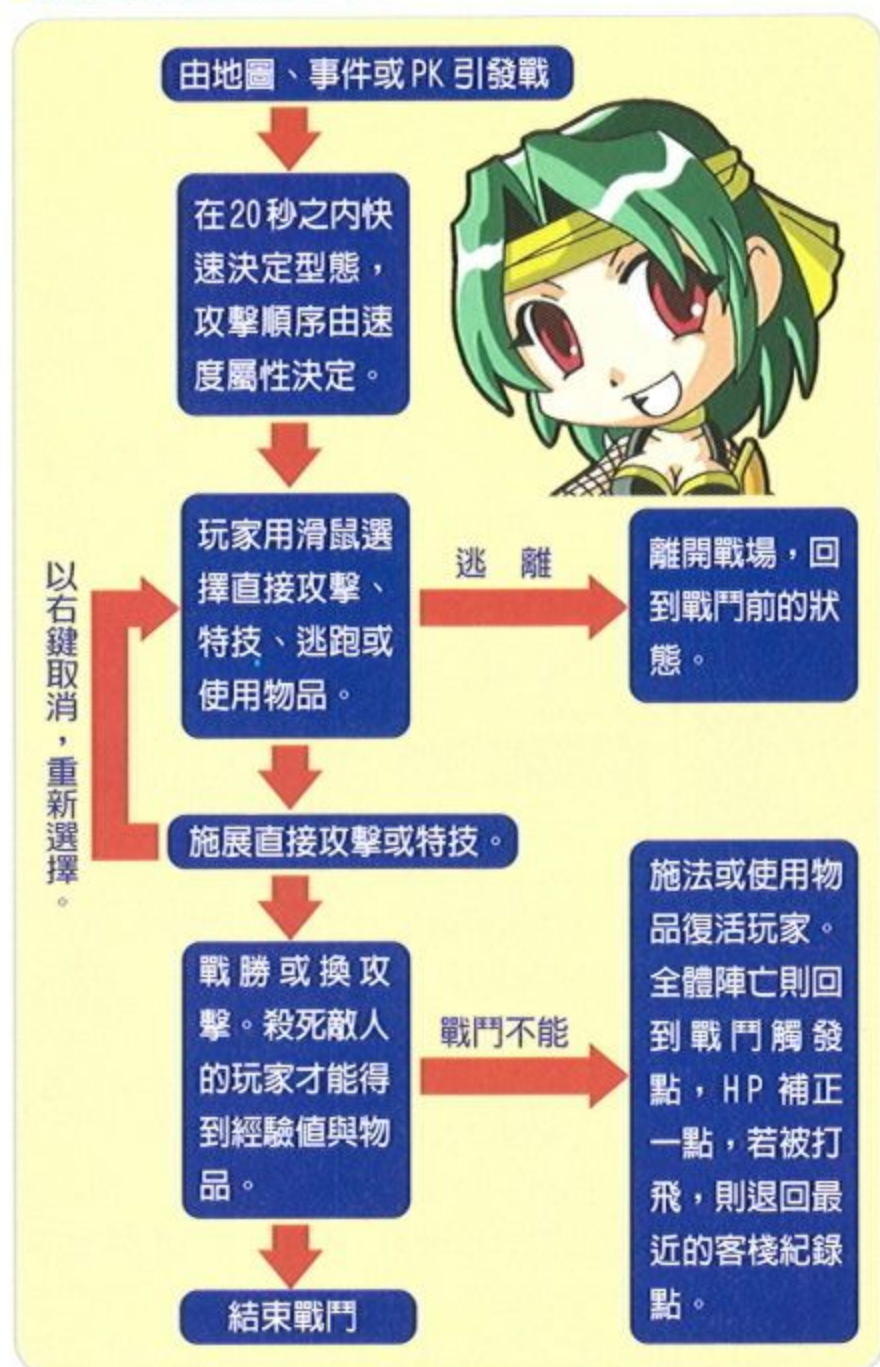 由地圖、事件或 PK 引發戰
在20秒之内快
速決定型態，
攻擊順序由速
度屬性決定。
玩家用滑鼠選
擇直接攻擊、
特技、逃跑或
使用物品。
逃 離
離開戰場，回
到戰鬥前的狀
態。
以右鍵取消，重新選擇。
施展直接攻擊或特技。
戰勝或換攻
擊。殺死敵人
的玩家才能得
到經驗值與物
品。
戰鬥不能
施法或使用物
品復活玩家。
全體陣亡則回
到戰鬥觸發
點，HP 補正
一點，若被打
飛，則退回最
近的客棧紀錄
點。
結束戰鬥